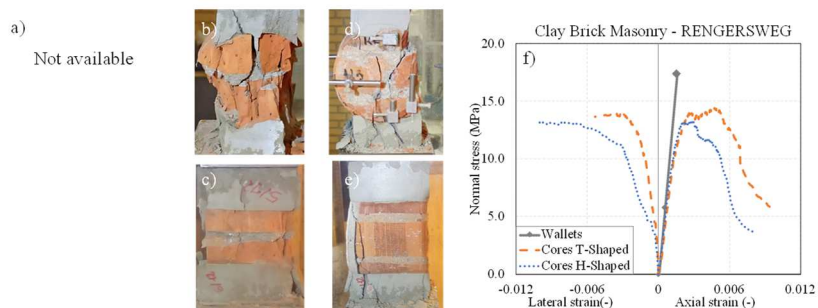 a)
Not available
b)
d)
c)
e)
Clay Brick Masonry - RENGERSWEG
f)
Normal stress (MPa)
20.0
15.0
10.0
5.0
0.0
Wallets
Cores T-Shaped
Cores H-Shaped
-0.012 -0.006 0 0.006 0.012
Lateral strain(-) Axial strain (-)